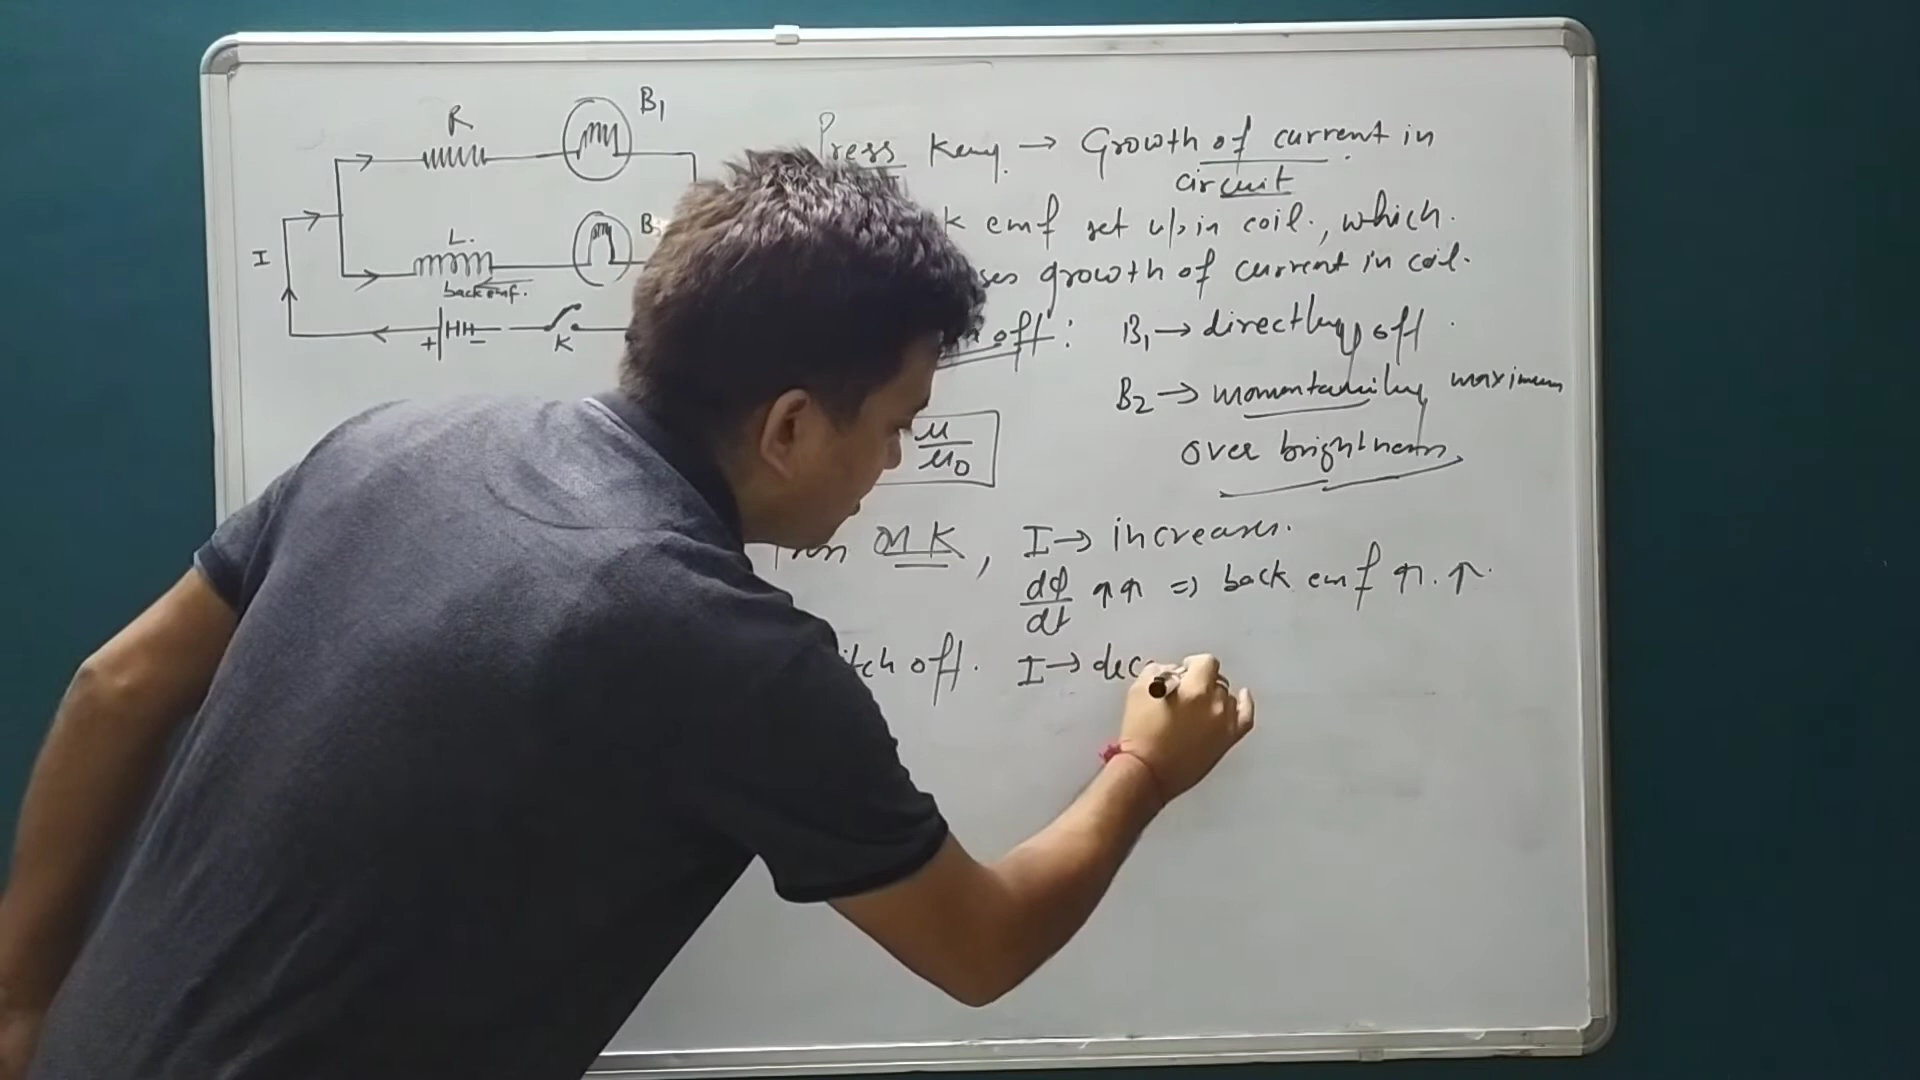 R
B₁
I
L.
B
back emf.
+
−
K
Press Key. → Growth of current in
circuit
k emf set up in coil., which.
ses growth of current in coil.
off : B₁ → directly off.
B₂ → momentarily maximum
over brightness
μ/μ₀
ON K, I → increases.
dφ/dt ↑↑ ⇒ back emf ↑. ↑.
itch off. I → dec